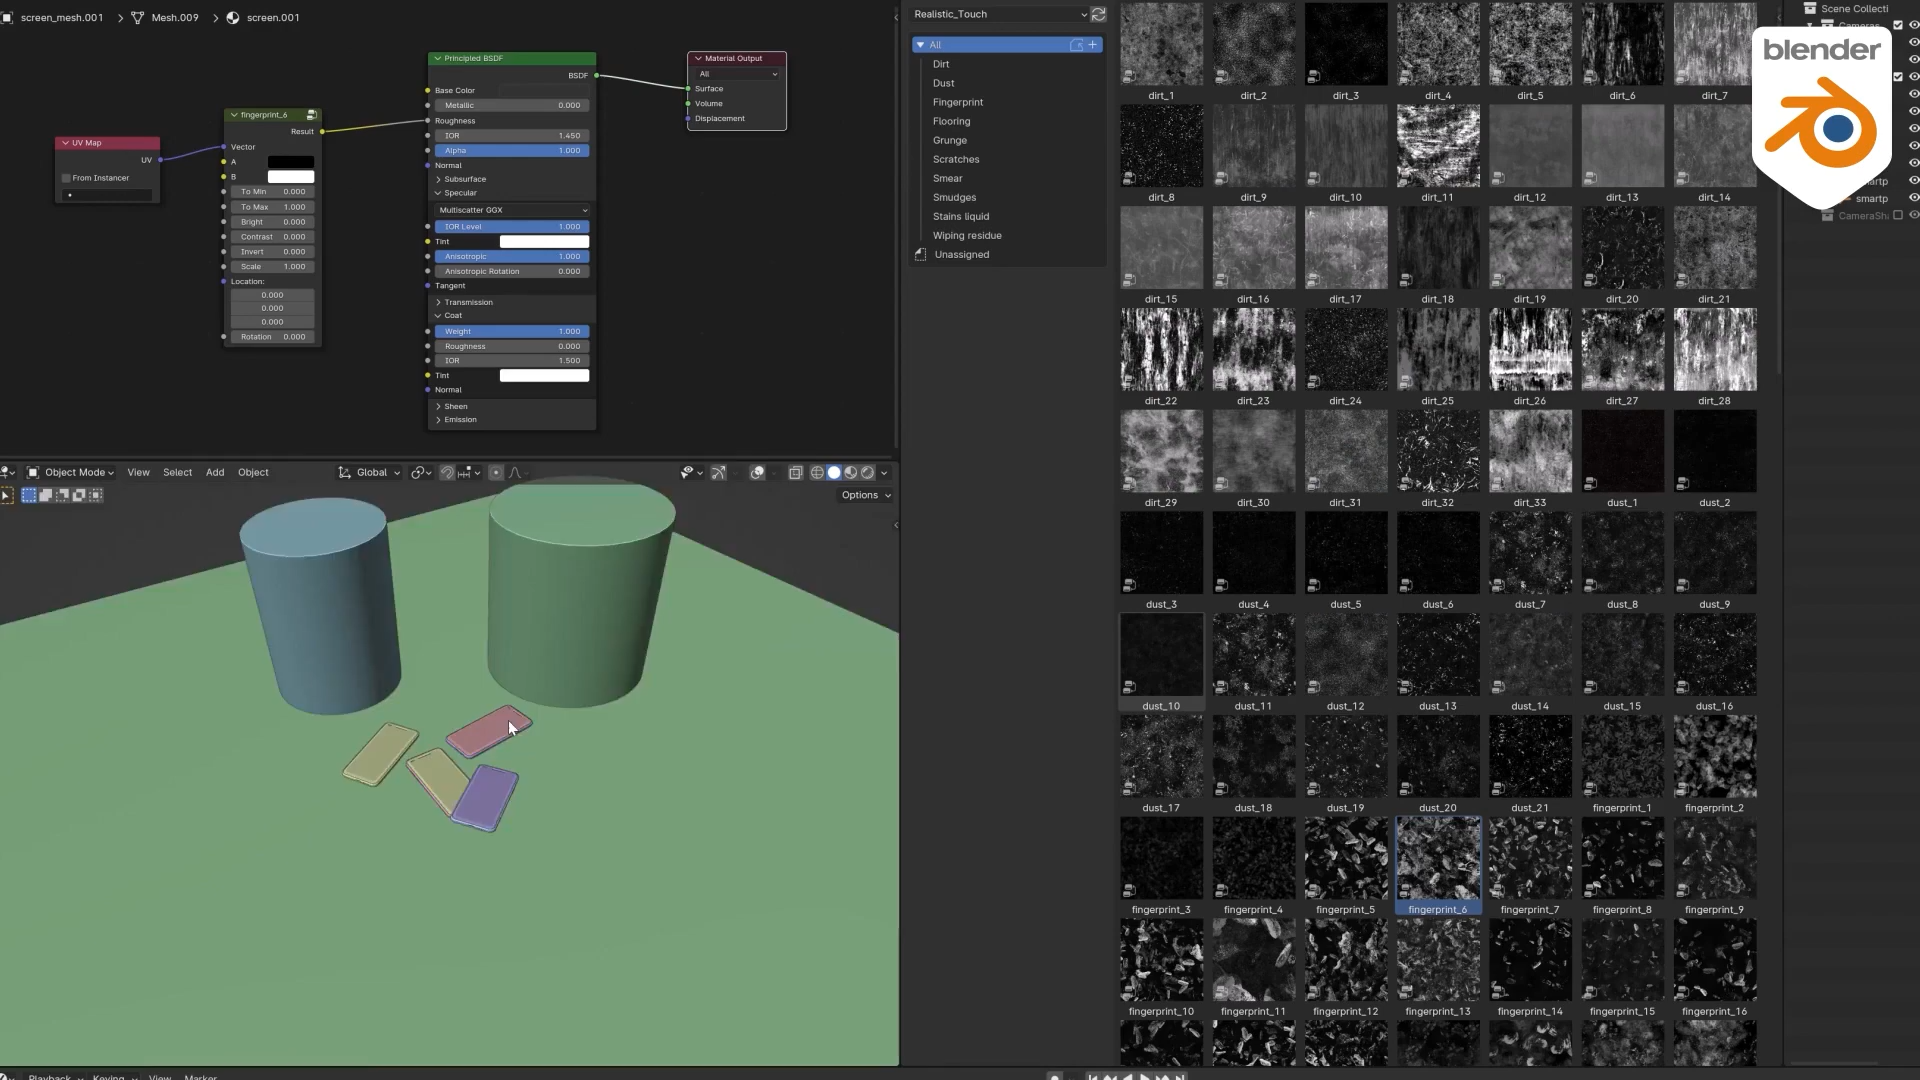 screen_mesh.001 > Mesh.009 > screen.001
UV Map
UV
From Instancer
fingerprint_6
Result
Vector
A
B
To Min 0.000
To Max 1.000
Bright 0.000
Contrast 0.000
Invert 0.000
Scale 1.000
Location:
0.000
0.000
0.000
Rotation 0.000
Principled BSDF
BSDF
Base Color
Metallic 0.000
Roughness
IOR 1.450
Alpha 1.000
Normal
Subsurface
Specular
Multiscatter GGX
IOR Level 1.000
Tint
Anisotropic 1.000
Anisotropic Rotation 0.000
Tangent
Transmission
Coat
Weight 1.000
Roughness 0.000
IOR 1.500
Tint
Normal
Sheen
Emission
Material Output
All
Surface
Volume
Displacement
Object Mode View Select Add Object Global
Options
Playback Keying View Marker
Realistic_Touch
All
Dirt
Dust
Fingerprint
Flooring
Grunge
Scratches
Smear
Smudges
Stains liquid
Wiping residue
Unassigned
dirt_1 dirt_2 dirt_3 dirt_4 dirt_5 dirt_6 dirt_7
dirt_8 dirt_9 dirt_10 dirt_11 dirt_12 dirt_13 dirt_14
dirt_15 dirt_16 dirt_17 dirt_18 dirt_19 dirt_20 dirt_21
dirt_22 dirt_23 dirt_24 dirt_25 dirt_26 dirt_27 dirt_28
dirt_29 dirt_30 dirt_31 dirt_32 dirt_33 dust_1 dust_2
dust_3 dust_4 dust_5 dust_6 dust_7 dust_8 dust_9
dust_10 dust_11 dust_12 dust_13 dust_14 dust_15 dust_16
dust_17 dust_18 dust_19 dust_20 dust_21 fingerprint_1 fingerprint_2
fingerprint_3 fingerprint_4 fingerprint_5 fingerprint_6 fingerprint_7 fingerprint_8 fingerprint_9
fingerprint_10 fingerprint_11 fingerprint_12 fingerprint_13 fingerprint_14 fingerprint_15 fingerprint_16
Scene Collecti
Cameras
blender
smartp
smartp
CameraSha